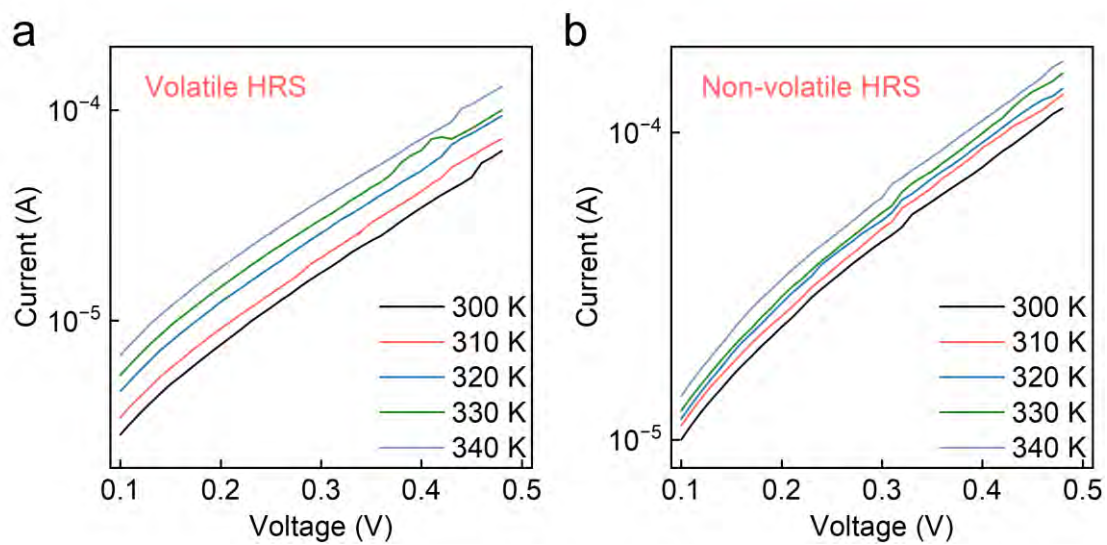 a
Volatile HRS
10⁻⁴
10⁻⁵
Current (A)
300 K
310 K
320 K
330 K
340 K
0.1 0.2 0.3 0.4 0.5
Voltage (V)
b
Non-volatile HRS
10⁻⁴
10⁻⁵
Current (A)
300 K
310 K
320 K
330 K
340 K
0.1 0.2 0.3 0.4 0.5
Voltage (V)